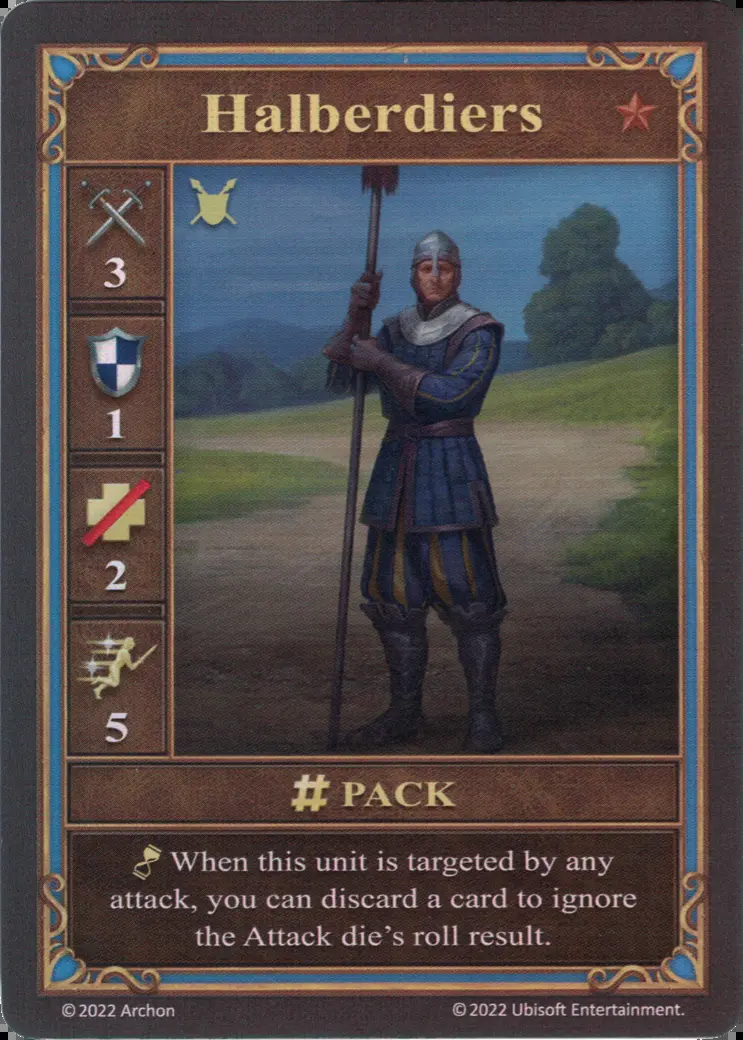 Halberdiers
3
1
2
5
# PACK
When this unit is targeted by any
attack, you can discard a card to ignore
the Attack die's roll result.
© 2022 Archon
© 2022 Ubisoft Entertainment.